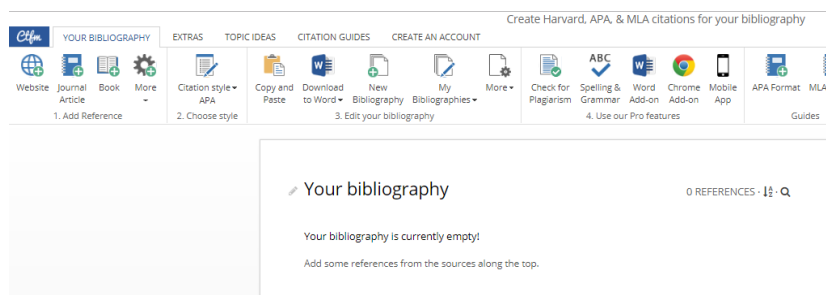 Create Harvard, APA, & MLA citations for your bibliography
Ctfm YOUR BIBLIOGRAPHY EXTRAS TOPIC IDEAS CITATION GUIDES CREATE AN ACCOUNT
ABC
Website Journal Article Book More Citation style APA Copy and Paste Download to Word New Bibliography My Bibliographies More Check for Plagiarism Spelling & Grammar Word Add-on Chrome Add-on Mobile App APA Format MLA
1. Add Reference 2. Choose style 3. Edit your bibliography 4. Use our Pro features Guides
Your bibliography 0 REFERENCES
Your bibliography is currently empty!
Add some references from the sources along the top.